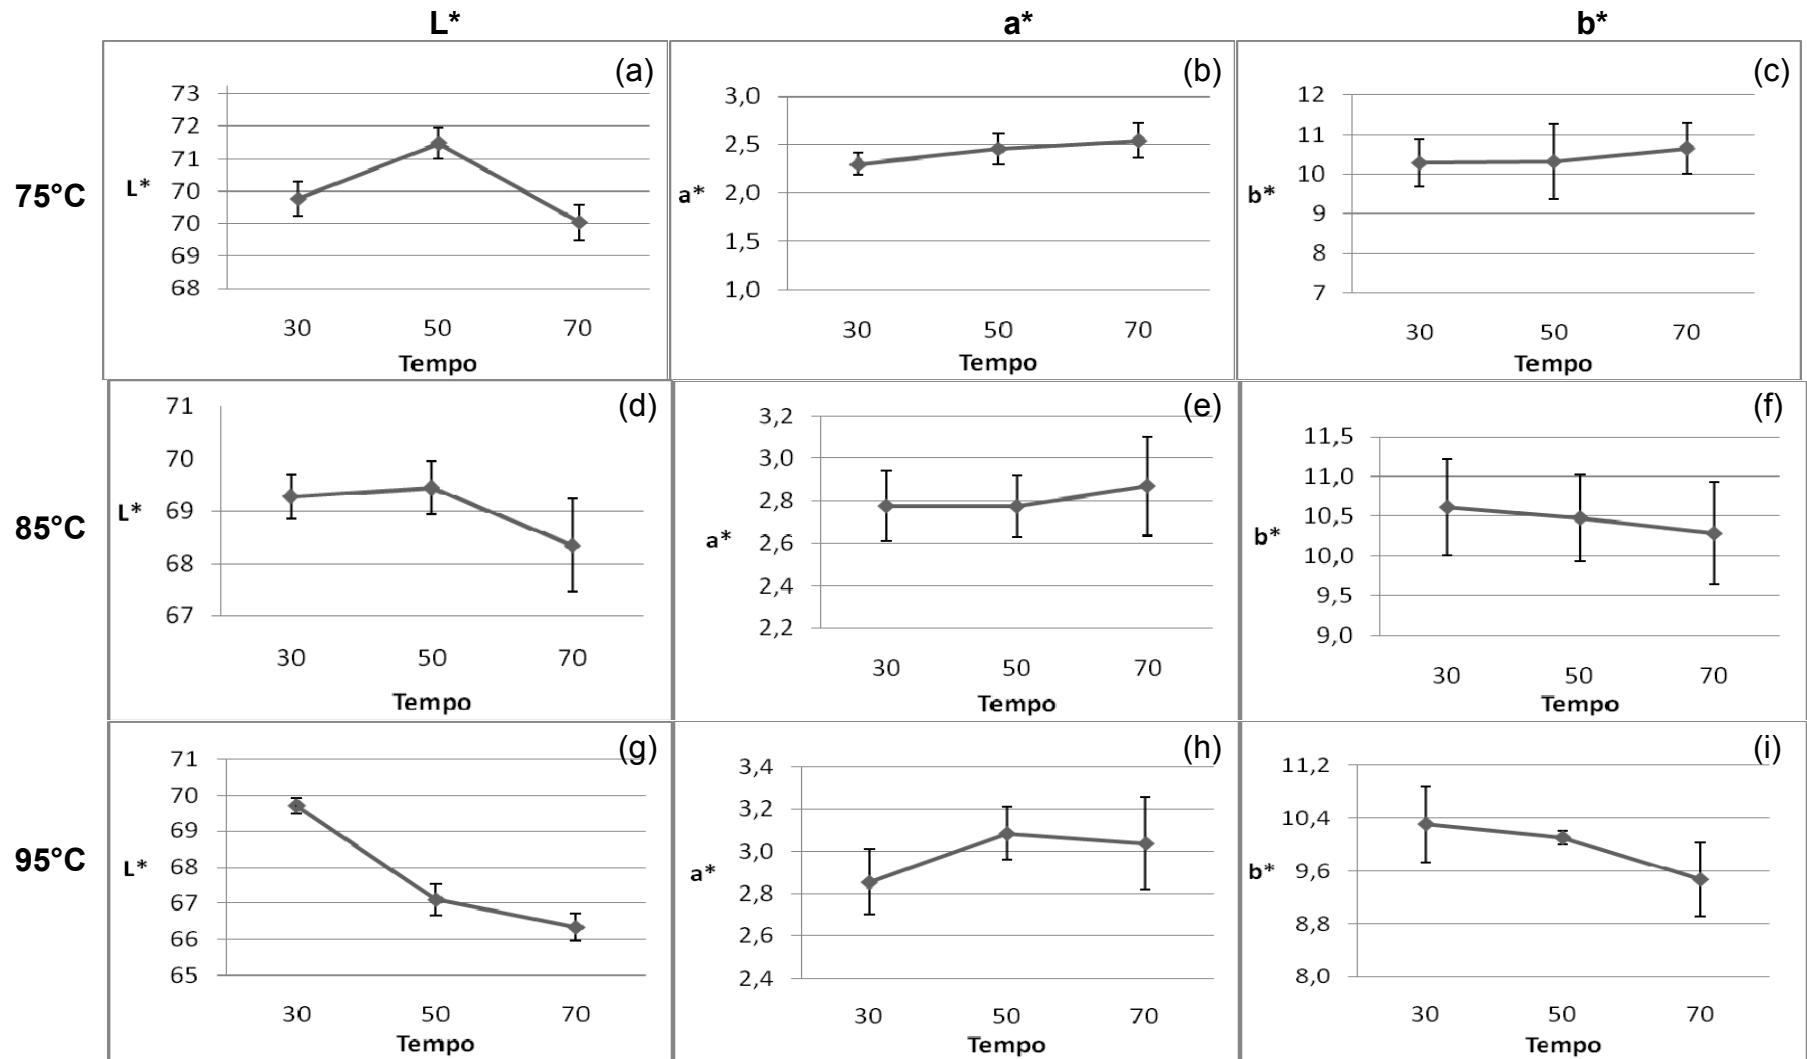 L* a* b*
75°C
(a)
73
72
71
70
70
69
68
L*
30 50 70
Tempo
(b)
3,0
2,5
2,0
1,5
1,0
a*
30 50 70
Tempo
(c)
12
11
10
9
8
7
b*
30 50 70
Tempo
85°C
(d)
71
70
69
68
67
L*
30 50 70
Tempo
(e)
3,2
3,0
2,8
2,6
2,4
2,2
a*
30 50 70
Tempo
(f)
11,5
11,0
10,5
10,0
9,5
9,0
b*
30 50 70
Tempo
95°C
(g)
71
70
69
68
67
66
65
L*
30 50 70
Tempo
(h)
3,4
3,2
3,0
2,8
2,6
2,4
a*
30 50 70
Tempo
(i)
11,2
10,4
9,6
8,8
8,0
b*
30 50 70
Tempo